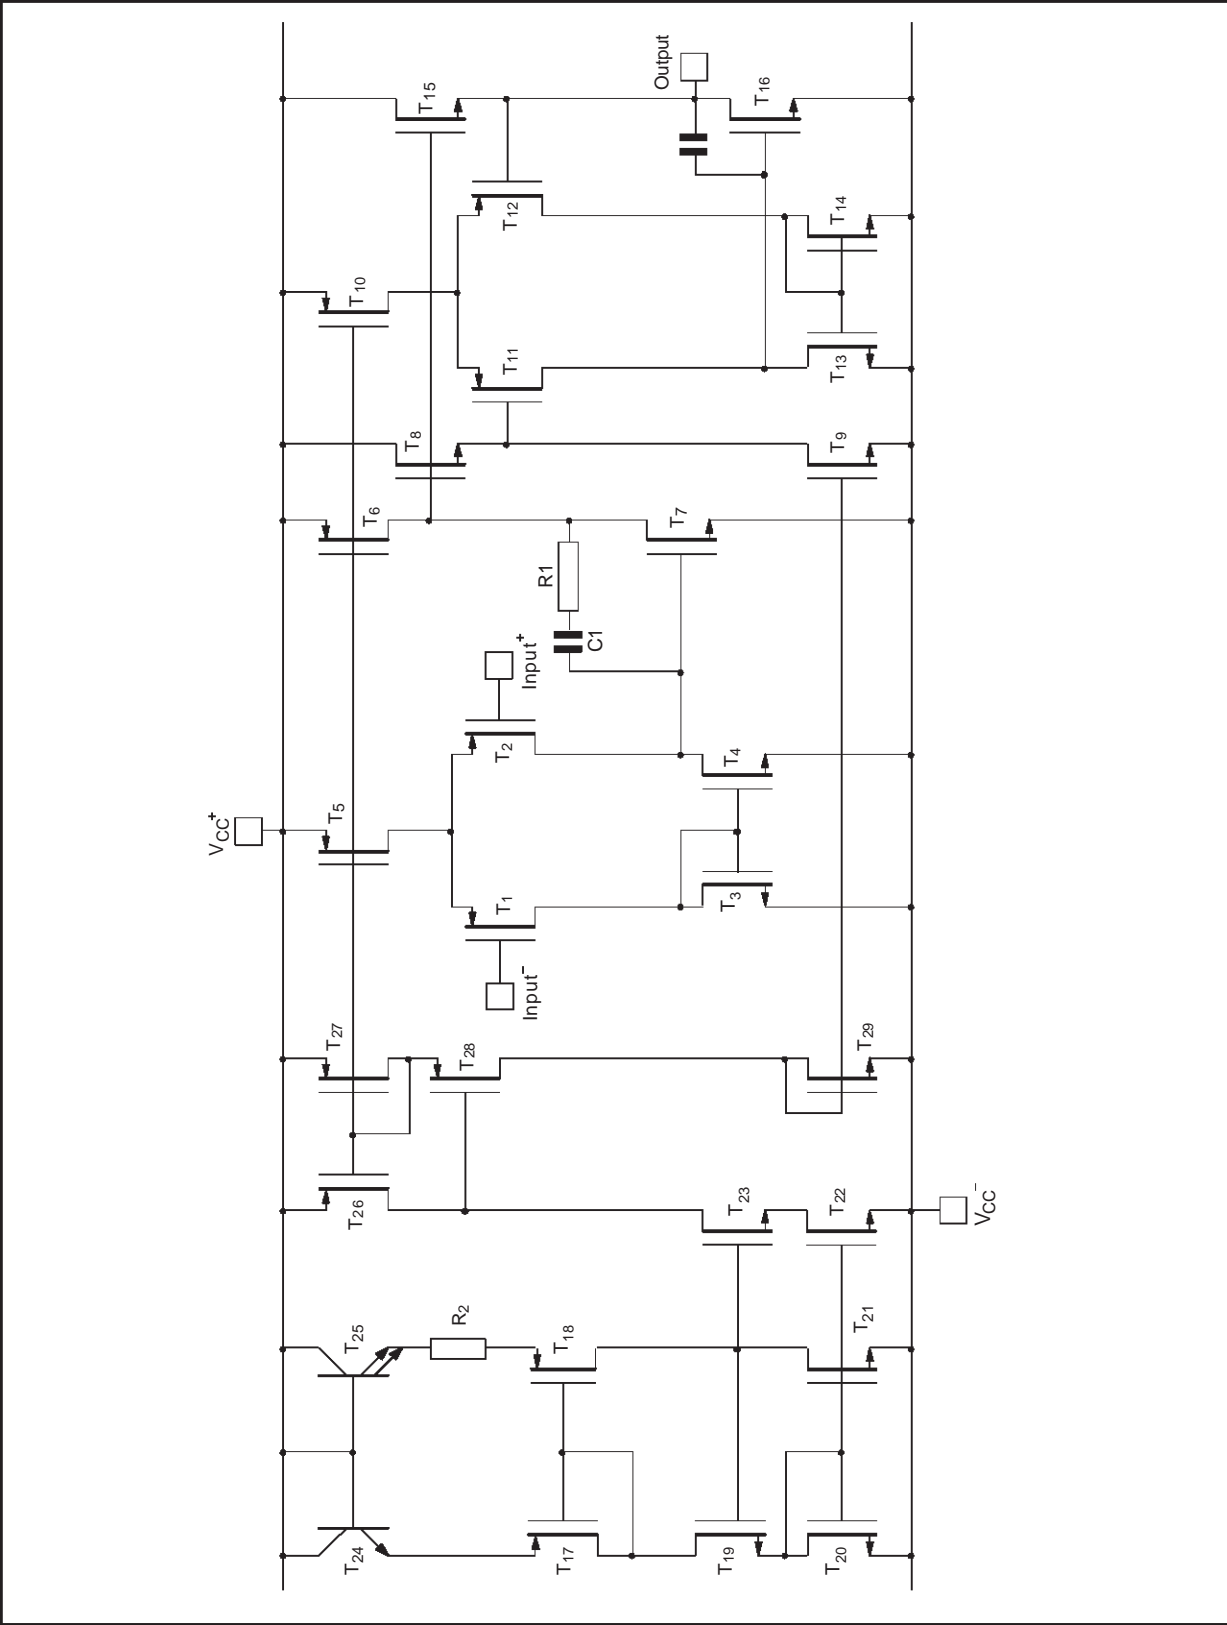 Output
T15
T16
T12
T14
T10
T11
T13
T8
T9
T6
T7
R1
C1
Input+
T2
T4
VCC+
T5
T1
T3
Input−
T27
T28
T29
T26
T23
T22
VCC−
T25
R2
T18
T21
T24
T17
T19
T20